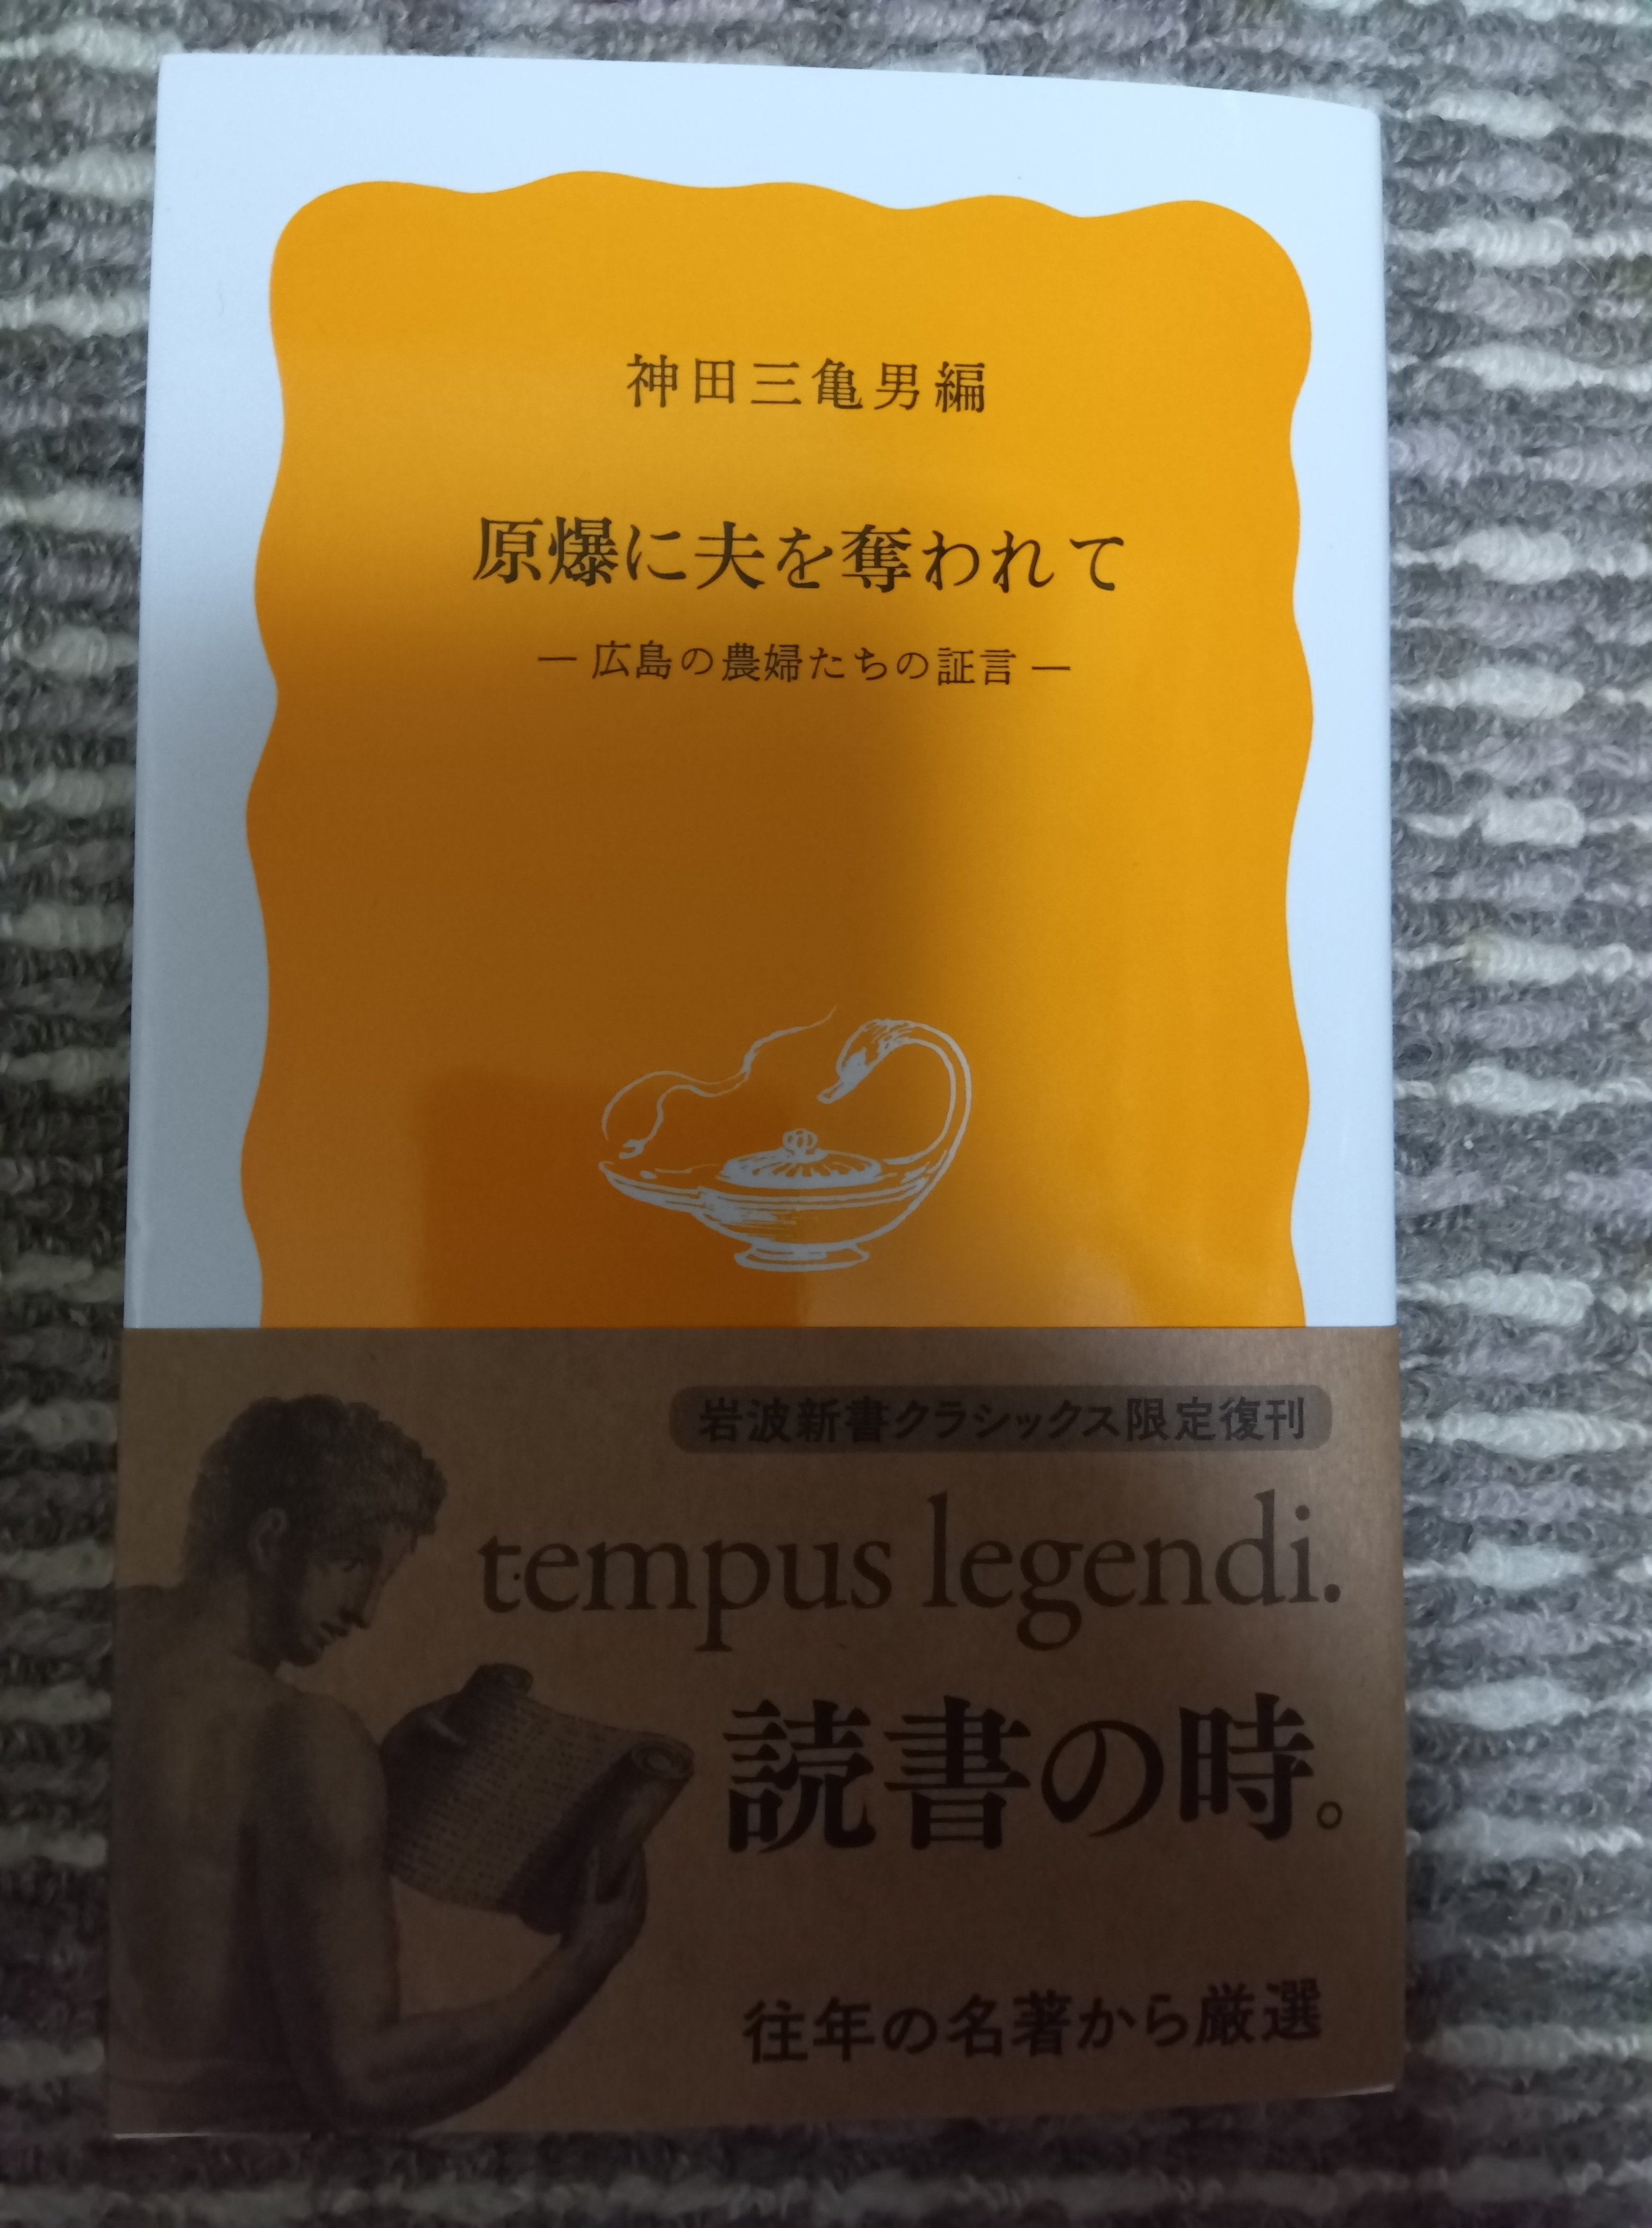 神田三亀男編
原爆に夫を奪われて
― 広島の農婦たちの証言 ―
岩波新書クラシックス限定復刊
tempus legendi.
読書の時。
往年の名著から厳選